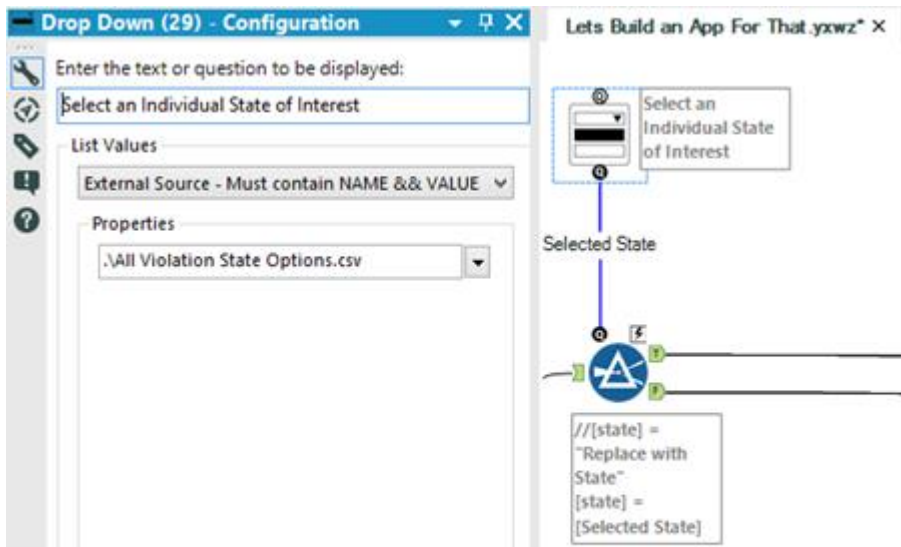 Drop Down (29) - Configuration
Enter the text or question to be displayed:
Select an Individual State of Interest
List Values
External Source - Must contain NAME && VALUE
Properties
.\All Violation State Options.csv
Lets Build an App For That.yxwz*
Q
Select an
Individual State
of Interest
Q
Selected State
Q
T
F
//[state] =
"Replace with
State"
[state] =
[Selected State]